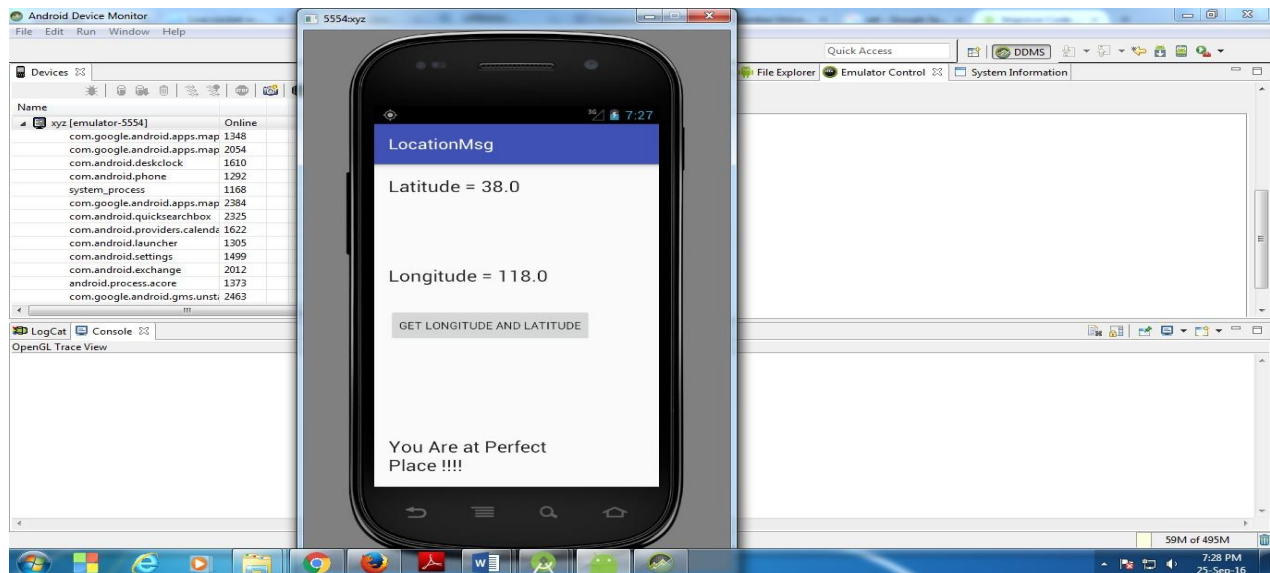 Android Device Monitor
File Edit Run Window Help
Quick Access
DDMS
Devices
Name
xyz [emulator-5554] Online
com.google.android.apps.map 1348
com.google.android.apps.map 2054
com.android.deskclock 1610
com.android.phone 1292
system_process 1168
com.google.android.apps.map 2384
com.android.quicksearchbox 2325
com.android.providers.calenda 1622
com.android.launcher 1305
com.android.settings 1499
com.android.exchange 2012
android.process.acore 1373
com.google.android.gms.unst 2463
LogCat Console
OpenGL Trace View
5554:xyz
3G 7:27
LocationMsg
Latitude = 38.0
Longitude = 118.0
GET LONGITUDE AND LATITUDE
You Are at Perfect
Place !!!!
File Explorer Emulator Control System Information
59M of 495M
7:28 PM
25-Sep-16